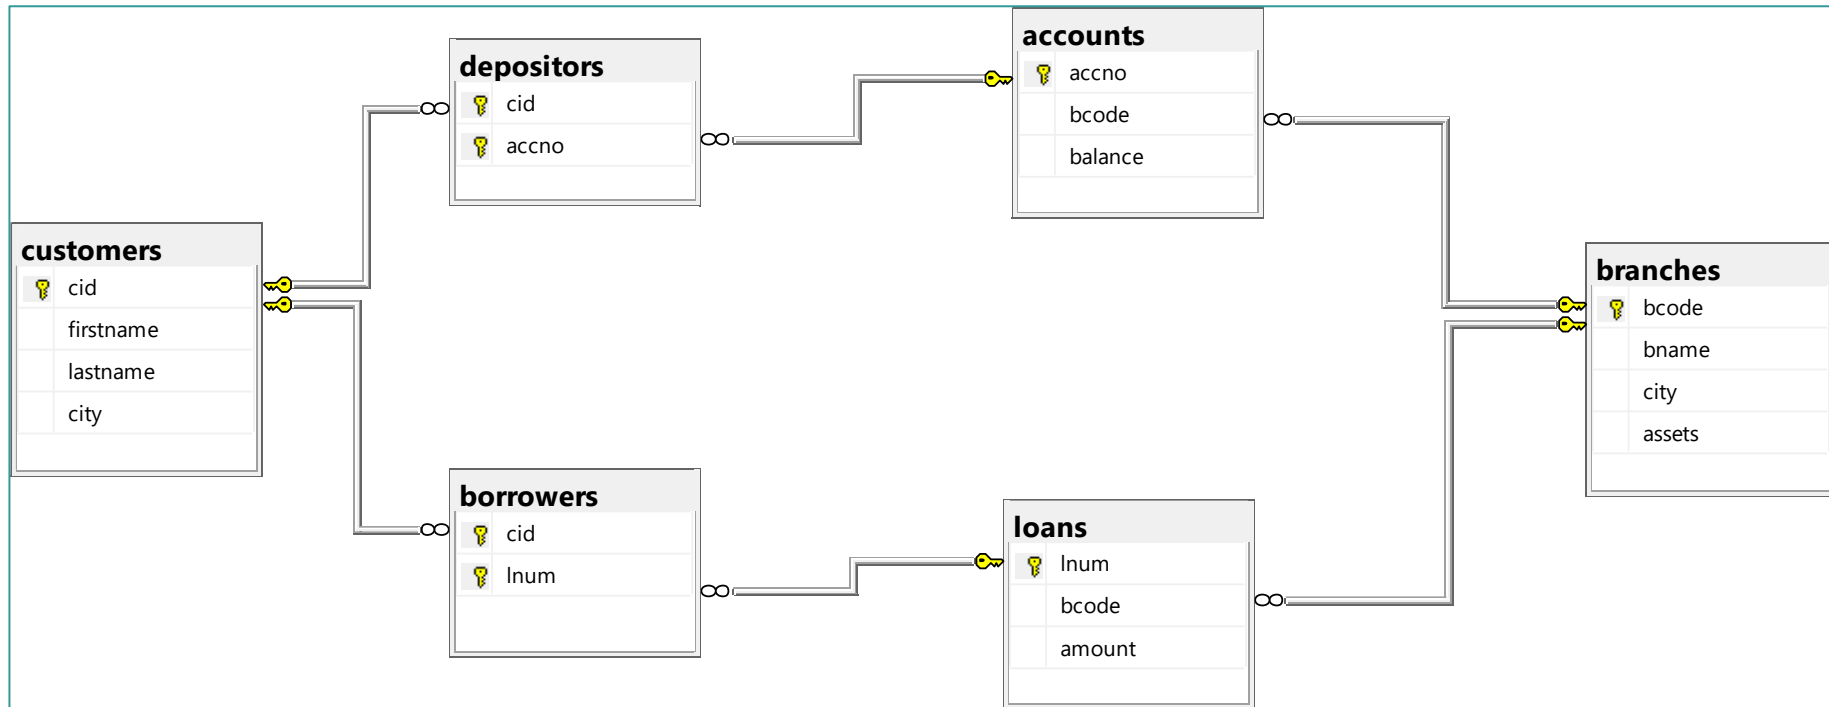 customers
cid
firstname
lastname
city
depositors
cid
accno
borrowers
cid
lnum
accounts
accno
bcode
balance
loans
lnum
bcode
amount
branches
bcode
bname
city
assets